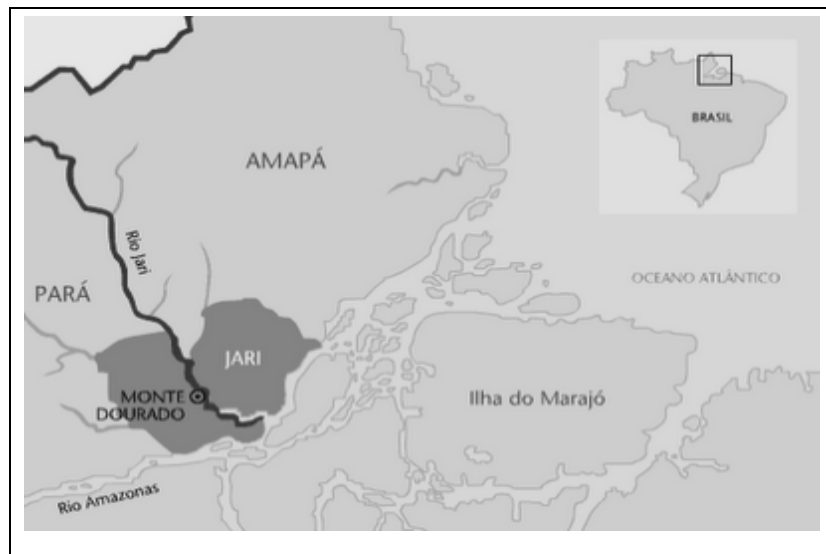 AMAPÁ
BRASIL
Rio Jari
PARÁ
OCEANO ATLÂNTICO
JARI
MONTE
DOURADO
Ilha do Marajó
Rio Amazonas